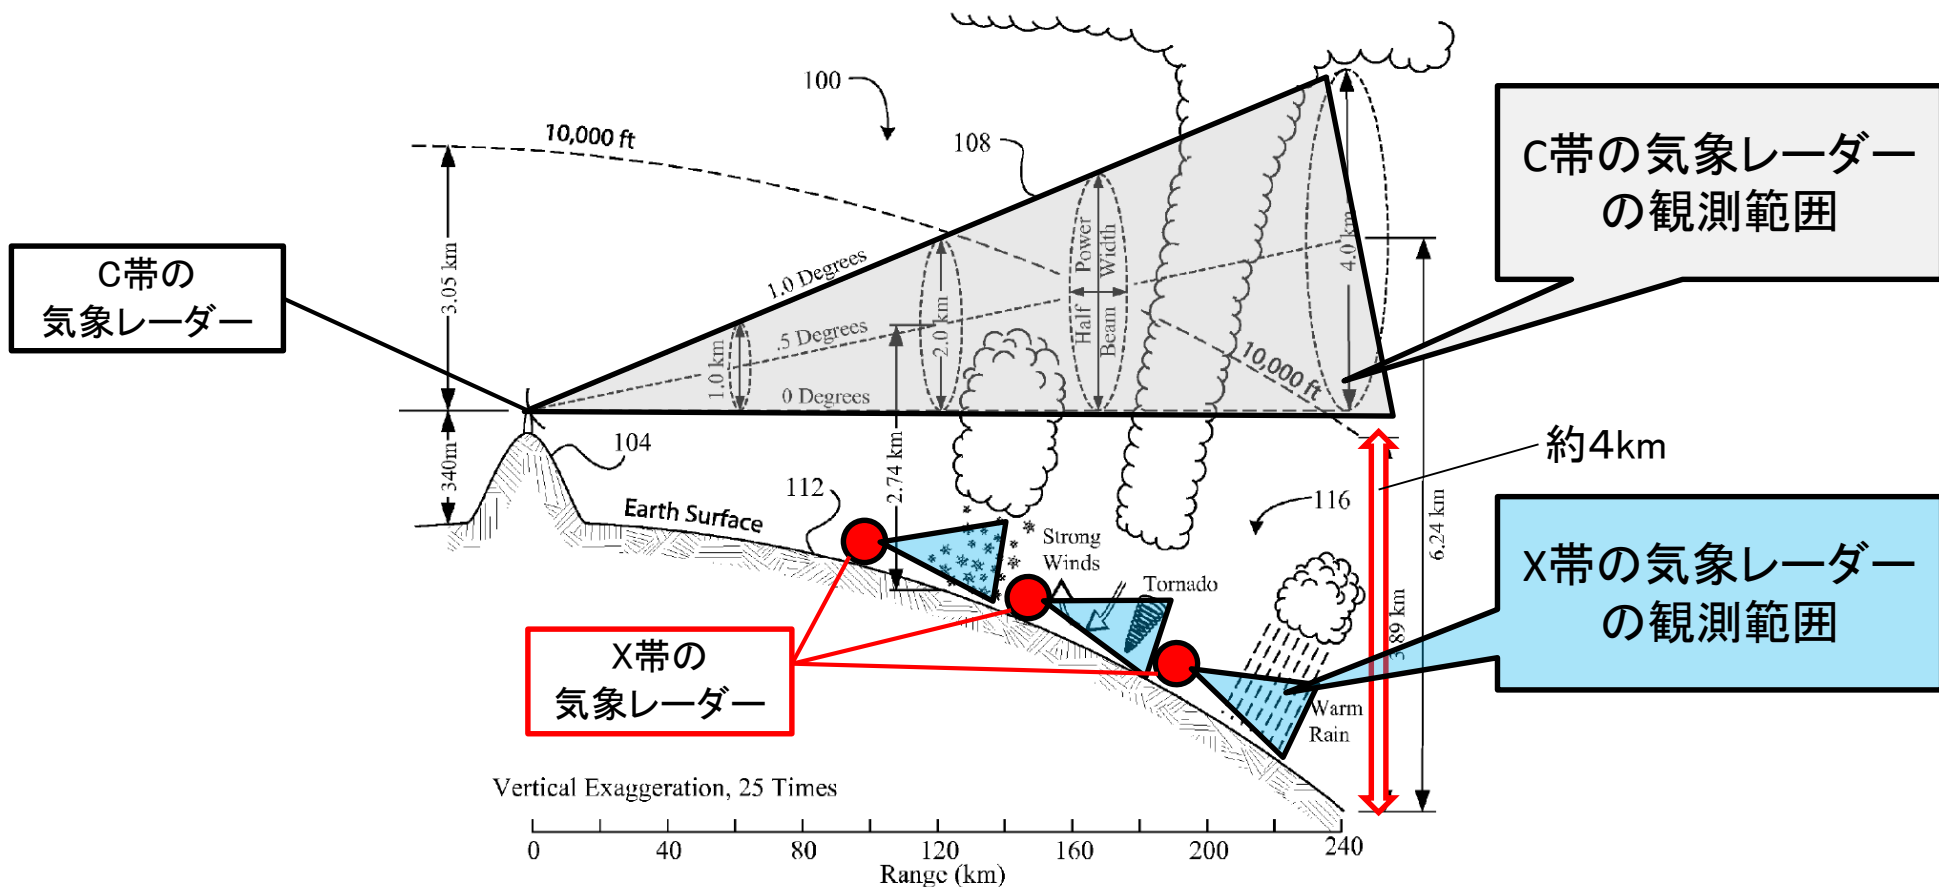 100
10,000 ft
108
C帯の気象レーダー
の観測範囲
C帯の
気象レーダー
3.05 km
1.0 Degrees
.5 Degrees
0 Degrees
1.0 km
2.0 km
Half Power
Beam Width
4.0 km
10,000 ft
340m
104
2.74 km
約4km
112
116
Earth Surface
Strong
Winds
Tornado
6.24 km
3.89 km
X帯の気象レーダー
の観測範囲
X帯の
気象レーダー
Warm
Rain
Vertical Exaggeration, 25 Times
0 40 80 120 160 200 240
Range (km)